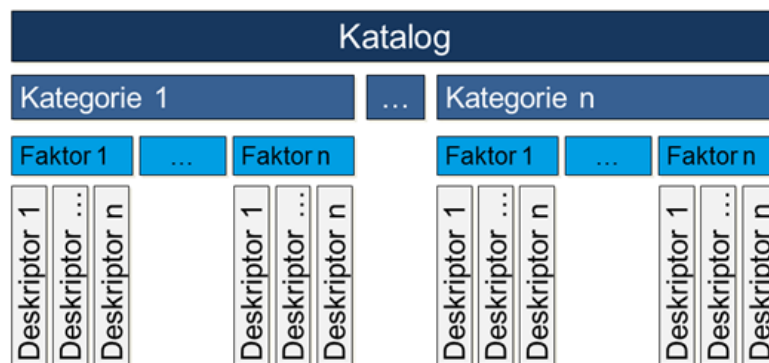 Katalog
Kategorie 1 ... Kategorie n
Faktor 1 ... Faktor n Faktor 1 ... Faktor n
Deskriptor 1
Deskriptor ...
Deskriptor n
Deskriptor 1
Deskriptor ...
Deskriptor n
Deskriptor 1
Deskriptor ...
Deskriptor n
Deskriptor 1
Deskriptor ...
Deskriptor n